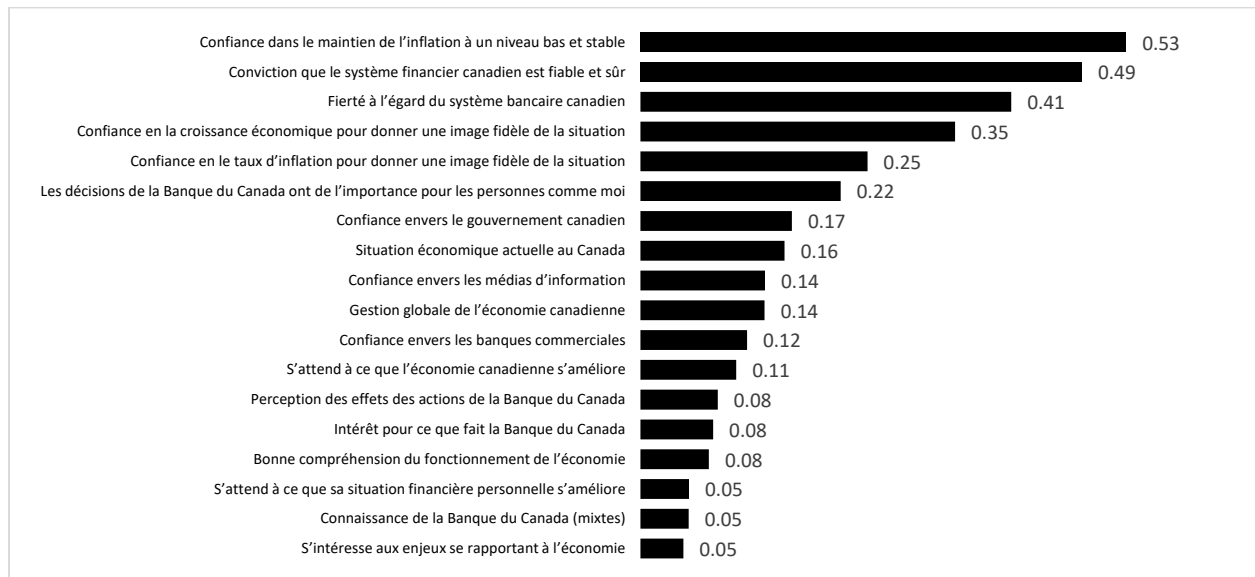 Confiance dans le maintien de l’inflation à un niveau bas et stable 0.53
Conviction que le système financier canadien est fiable et sûr 0.49
Fierté à l’égard du système bancaire canadien 0.41
Confiance en la croissance économique pour donner une image fidèle de la situation 0.35
Confiance en le taux d’inflation pour donner une image fidèle de la situation 0.25
Les décisions de la Banque du Canada ont de l’importance pour les personnes comme moi 0.22
Confiance envers le gouvernement canadien 0.17
Situation économique actuelle au Canada 0.16
Confiance envers les médias d’information 0.14
Gestion globale de l’économie canadienne 0.14
Confiance envers les banques commerciales 0.12
S’attend à ce que l’économie canadienne s’améliore 0.11
Perception des effets des actions de la Banque du Canada 0.08
Intérêt pour ce que fait la Banque du Canada 0.08
Bonne compréhension du fonctionnement de l’économie 0.08
S’attend à ce que sa situation financière personnelle s’améliore 0.05
Connaissance de la Banque du Canada (mixtes) 0.05
S’intéresse aux enjeux se rapportant à l’économie 0.05